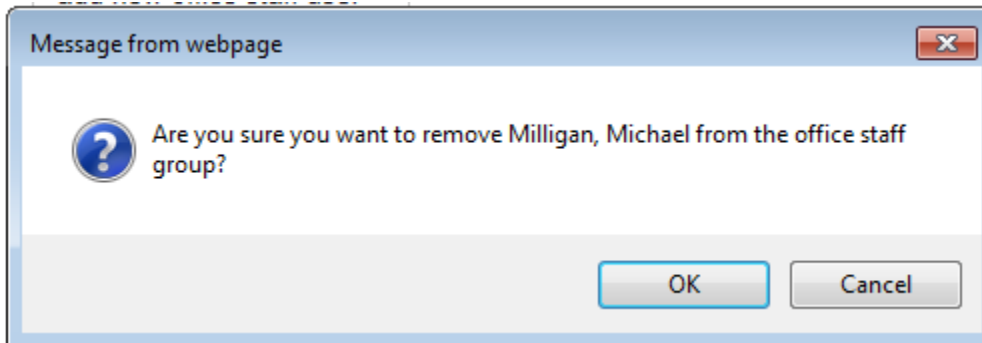 Message from webpage
Are you sure you want to remove Milligan, Michael from the office staff
group?
OK
Cancel